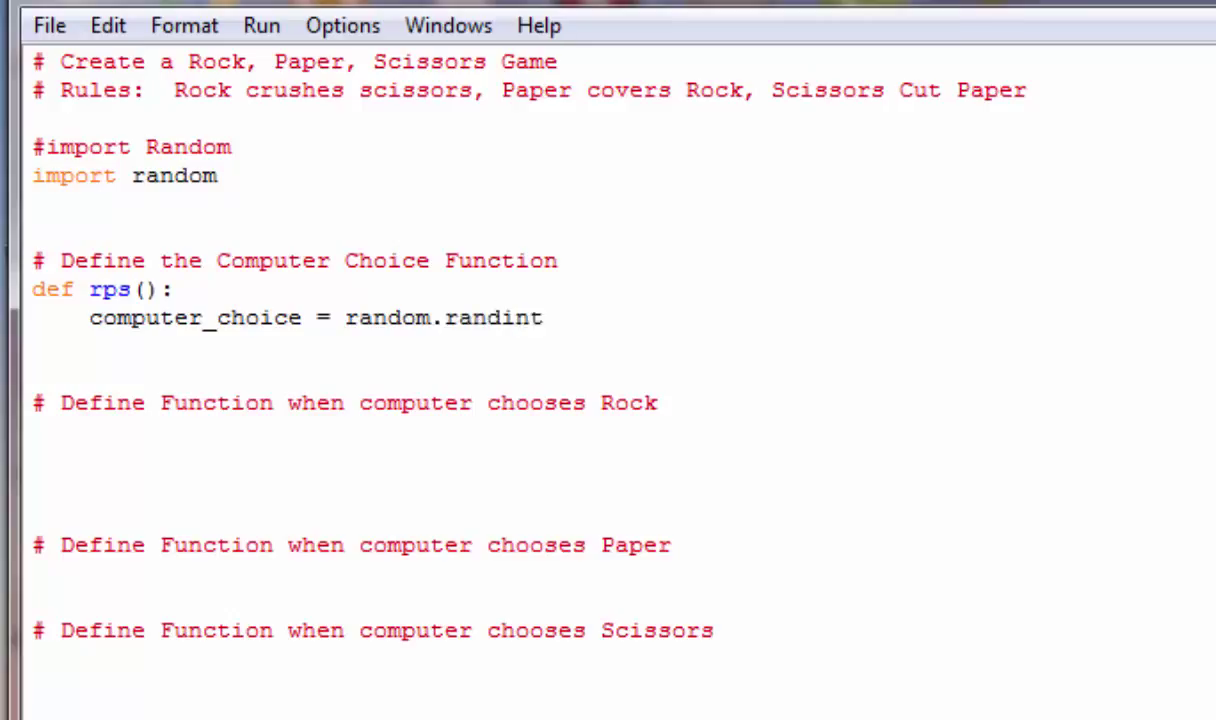 File Edit Format Run Options Windows Help
# Create a Rock, Paper, Scissors Game
# Rules:  Rock crushes scissors, Paper covers Rock, Scissors Cut Paper
#import Random
import random
# Define the Computer Choice Function
def rps():
    computer_choice = random.randint
# Define Function when computer chooses Rock
# Define Function when computer chooses Paper
# Define Function when computer chooses Scissors